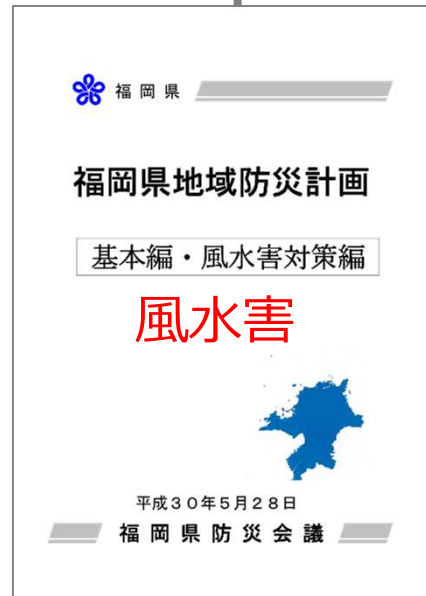 福岡県
福岡県地域防災計画
基本編・風水害対策編
風水害
平成３０年５月２８日
福岡県防災会議